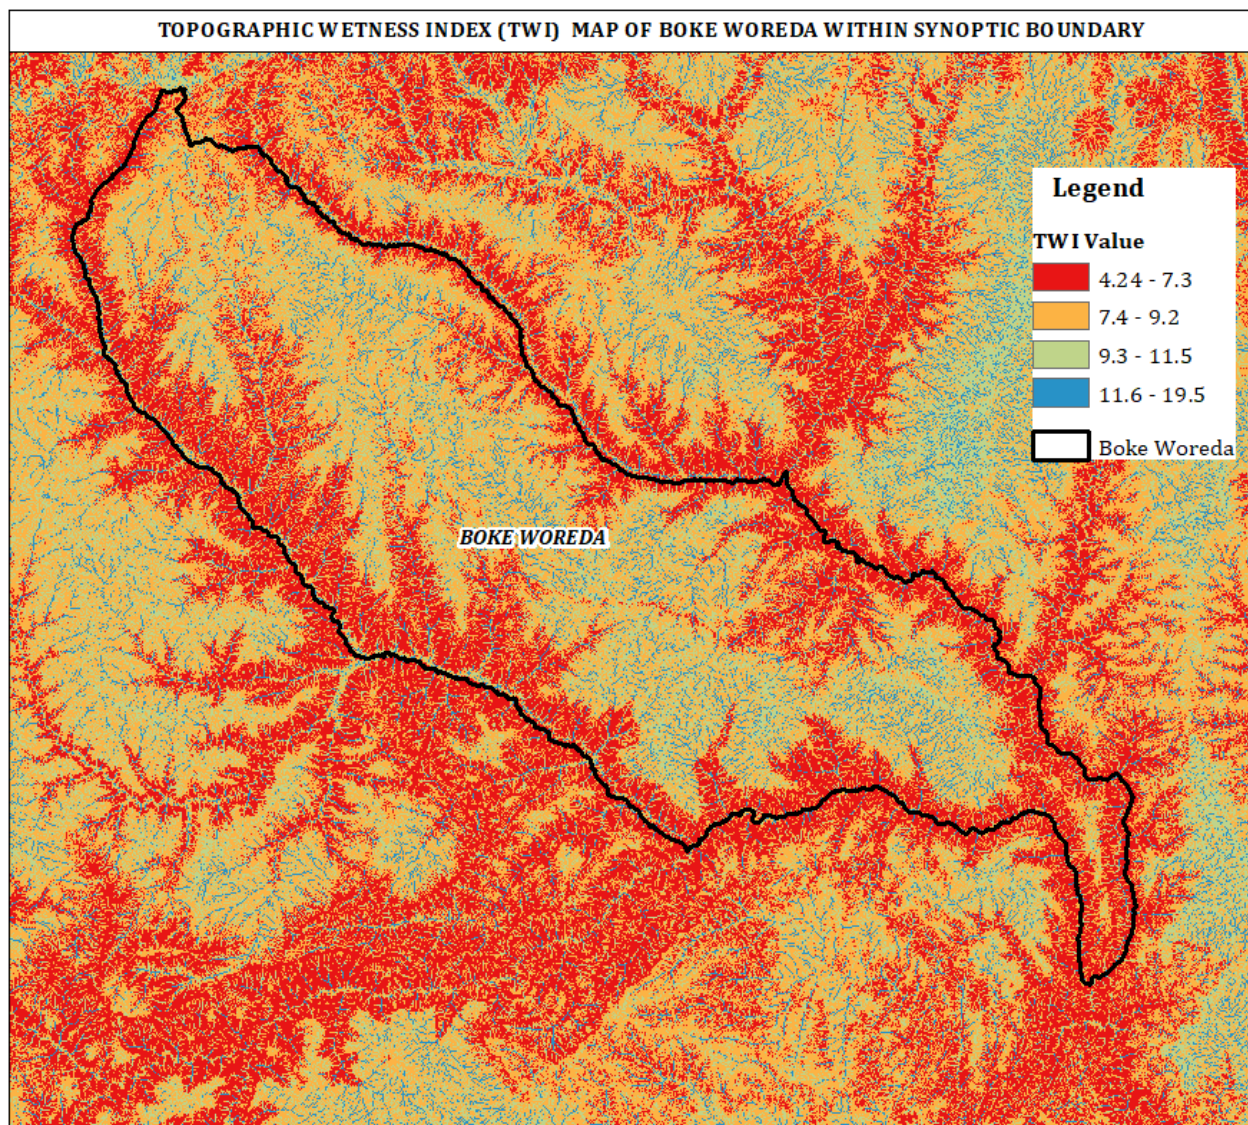 TOPOGRAPHIC WETNESS INDEX (TWI) MAP OF BOKE WOREDA WITHIN SYNOPTIC BOUNDARY
Legend
TWI Value
4.24 - 7.3
7.4 - 9.2
9.3 - 11.5
11.6 - 19.5
Boke Woreda
BOKE WOREDA